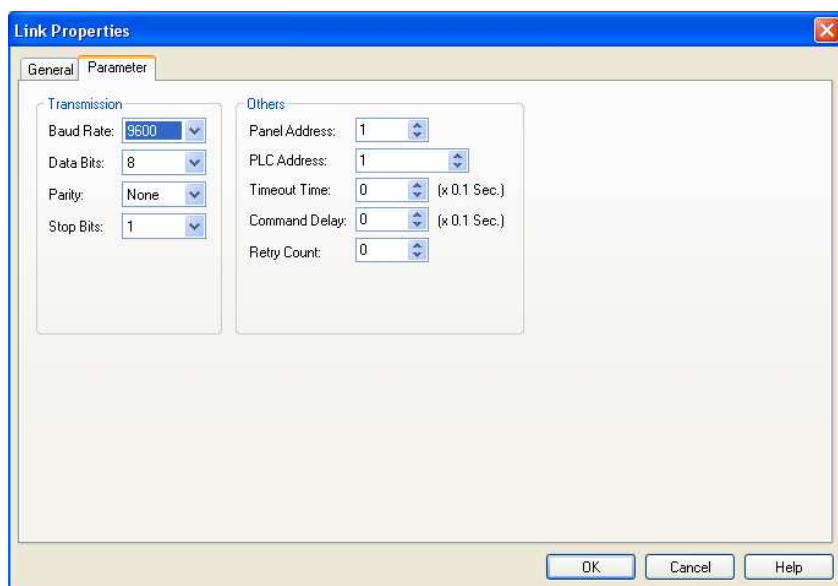 Link Properties
General Parameter
Transmission
Baud Rate: 9600
Data Bits: 8
Parity: None
Stop Bits: 1
Others
Panel Address: 1
PLC Address: 1
Timeout Time: 0 (x 0.1 Sec.)
Command Delay: 0 (x 0.1 Sec.)
Retry Count: 0
OK Cancel Help